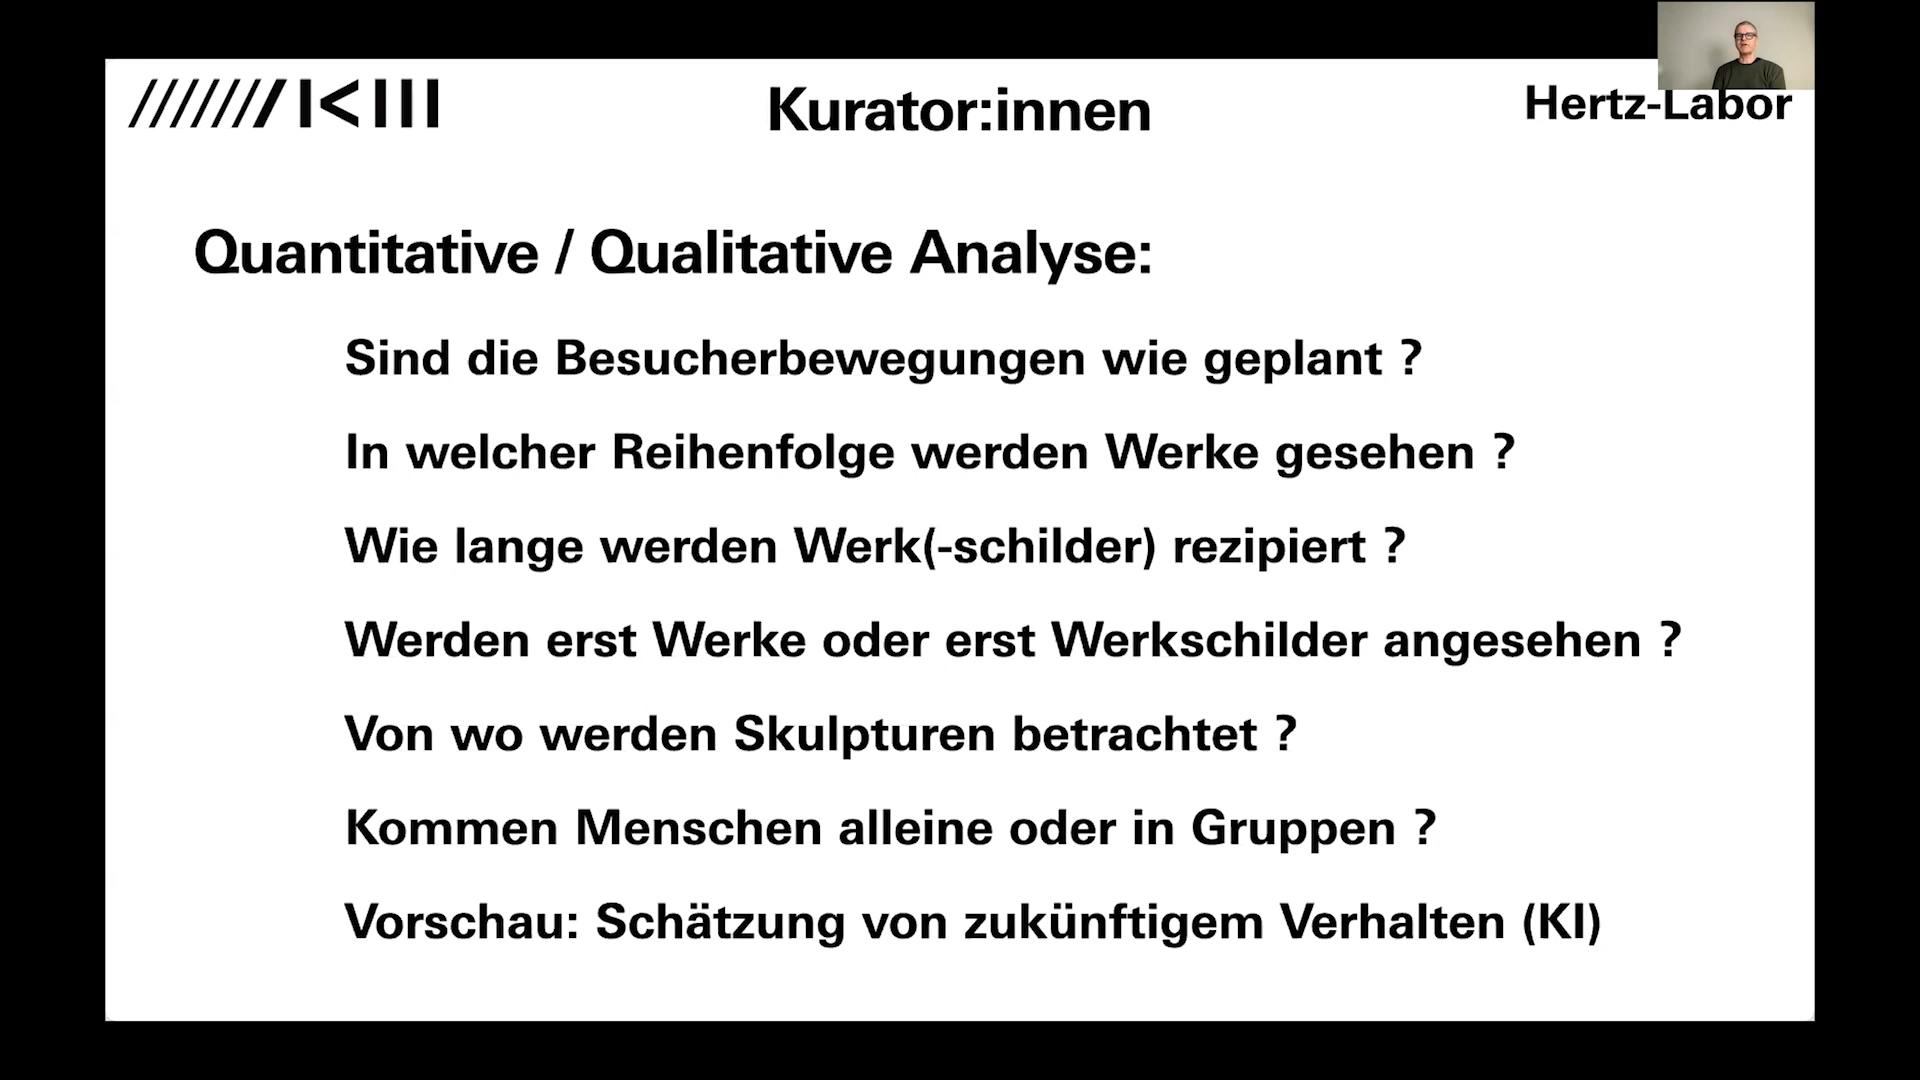 Kurator:innen
Hertz-Labor
Quantitative / Qualitative Analyse:
Sind die Besucherbewegungen wie geplant ?
In welcher Reihenfolge werden Werke gesehen ?
Wie lange werden Werk(-schilder) rezipiert ?
Werden erst Werke oder erst Werkschilder angesehen ?
Von wo werden Skulpturen betrachtet ?
Kommen Menschen alleine oder in Gruppen ?
Vorschau: Schätzung von zukünftigem Verhalten (KI)